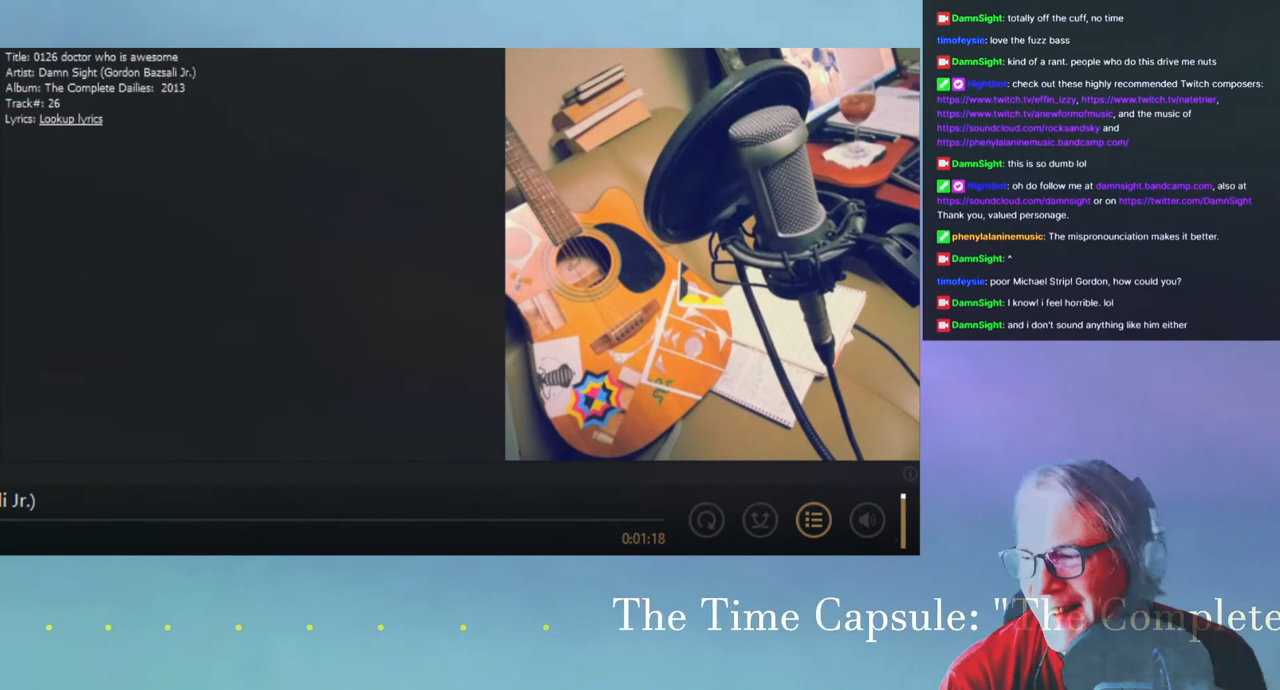 Title: 0126 doctor who is awesome
Artist: Damn Sight (Gordon Bazsali Jr.)
Album: The Complete Dailies: 2013
Track#: 26
Lyrics: Lookup lyrics
li Jr.)
0:01:18
DamnSight: totally off the cuff, no time
timofeysie: love the fuzz bass
DamnSight: kind of a rant. people who do this drive me nuts
Nightbot: check out these highly recommended Twitch composers:
https://www.twitch.tv/effin_izzy, https://www.twitch.tv/natetrier,
https://www.twitch.tv/anewformofmusic, and the music of
https://soundcloud.com/rocksandsky and
https://phenylalaninemusic.bandcamp.com/
DamnSight: this is so dumb lol
Nightbot: oh do follow me at damnsight.bandcamp.com, also at
https://soundcloud.com/damnsight or on https://twitter.com/DamnSight
Thank you, valued personage.
phenylalaninemusic: The mispronounciation makes it better.
DamnSight: ^
timofeysie: poor Michael Strip! Gordon, how could you?
DamnSight: I know! i feel horrible. lol
DamnSight: and i don't sound anything like him either
The Time Capsule: "The Complete